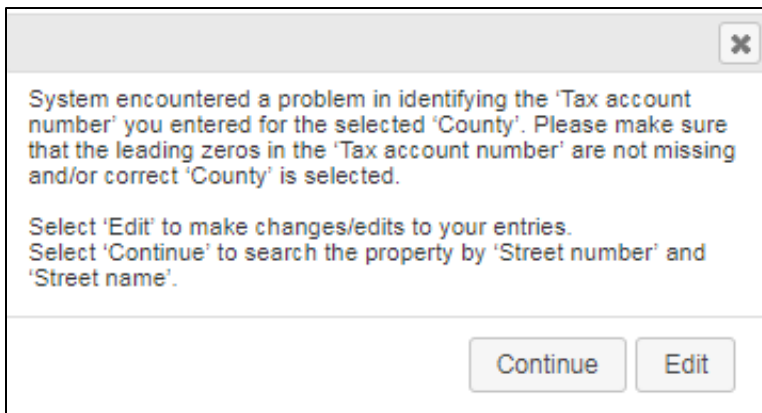 System encountered a problem in identifying the ‘Tax account
number’ you entered for the selected ‘County’. Please make sure
that the leading zeros in the ‘Tax account number’ are not missing
and/or correct ‘County’ is selected.
Select ‘Edit’ to make changes/edits to your entries.
Select ‘Continue’ to search the property by ‘Street number’ and
‘Street name’.
Continue Edit